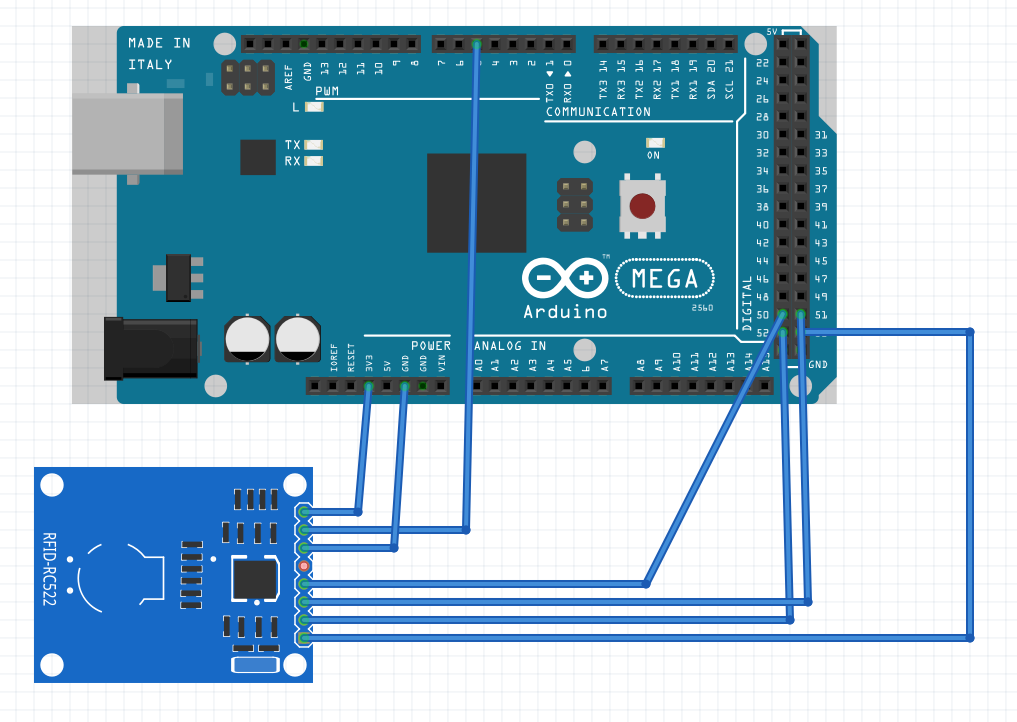 MADE IN
ITALY
AREF
GND
13
12
11
10
9
8
7
6
4
3
2
TX0 ◄ 1
RX0 ► 0
TX3 14
RX3 15
TX2 16
RX2 17
TX1 18
RX1 19
SDA 20
SCL 21
5V
PWM
COMMUNICATION
L
TX
RX
ON
22
24
26
28
30 31
32 33
34 35
36 37
38 39
40 41
42 43
44 45
46 47
48 49
50 51
52
DIGITAL
GND
TM
MEGA
Arduino
2560
POWER
ANALOG IN
IOREF
RESET
3V3
5V
GND
GND
VIN
A0
A1
A2
A3
A4
A5
A7
A8
A9
A10
A11
A12
A13
A14
RFID-RC522